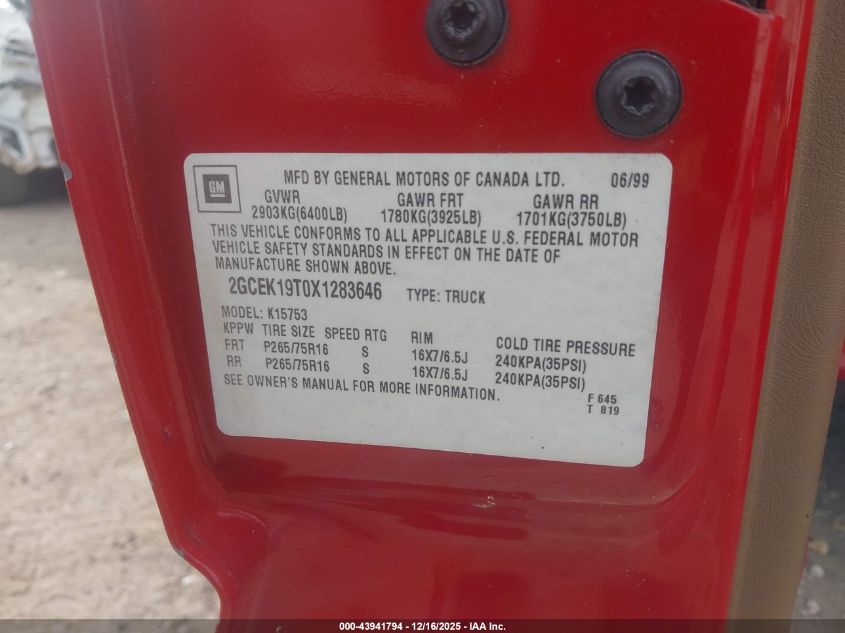 GM
MFD BY GENERAL MOTORS OF CANADA LTD. 06/99
GVWR GAWR FRT GAWR RR
2903KG(6400LB) 1780KG(3925LB) 1701KG(3750LB)
THIS VEHICLE CONFORMS TO ALL APPLICABLE U.S. FEDERAL MOTOR
VEHICLE SAFETY STANDARDS IN EFFECT ON THE DATE OF
MANUFACTURE SHOWN ABOVE.
2GCEK19T0X1283646 TYPE: TRUCK
MODEL: K15753
KPPW TIRE SIZE SPEED RTG RIM COLD TIRE PRESSURE
FRT P265/75R16 S 16X7/6.5J 240KPA(35PSI)
RR P265/75R16 S 16X7/6.5J 240KPA(35PSI)
SEE OWNER'S MANUAL FOR MORE INFORMATION.
F 645
T 819
000-43941794 - 12/16/2025 - IAA Inc.